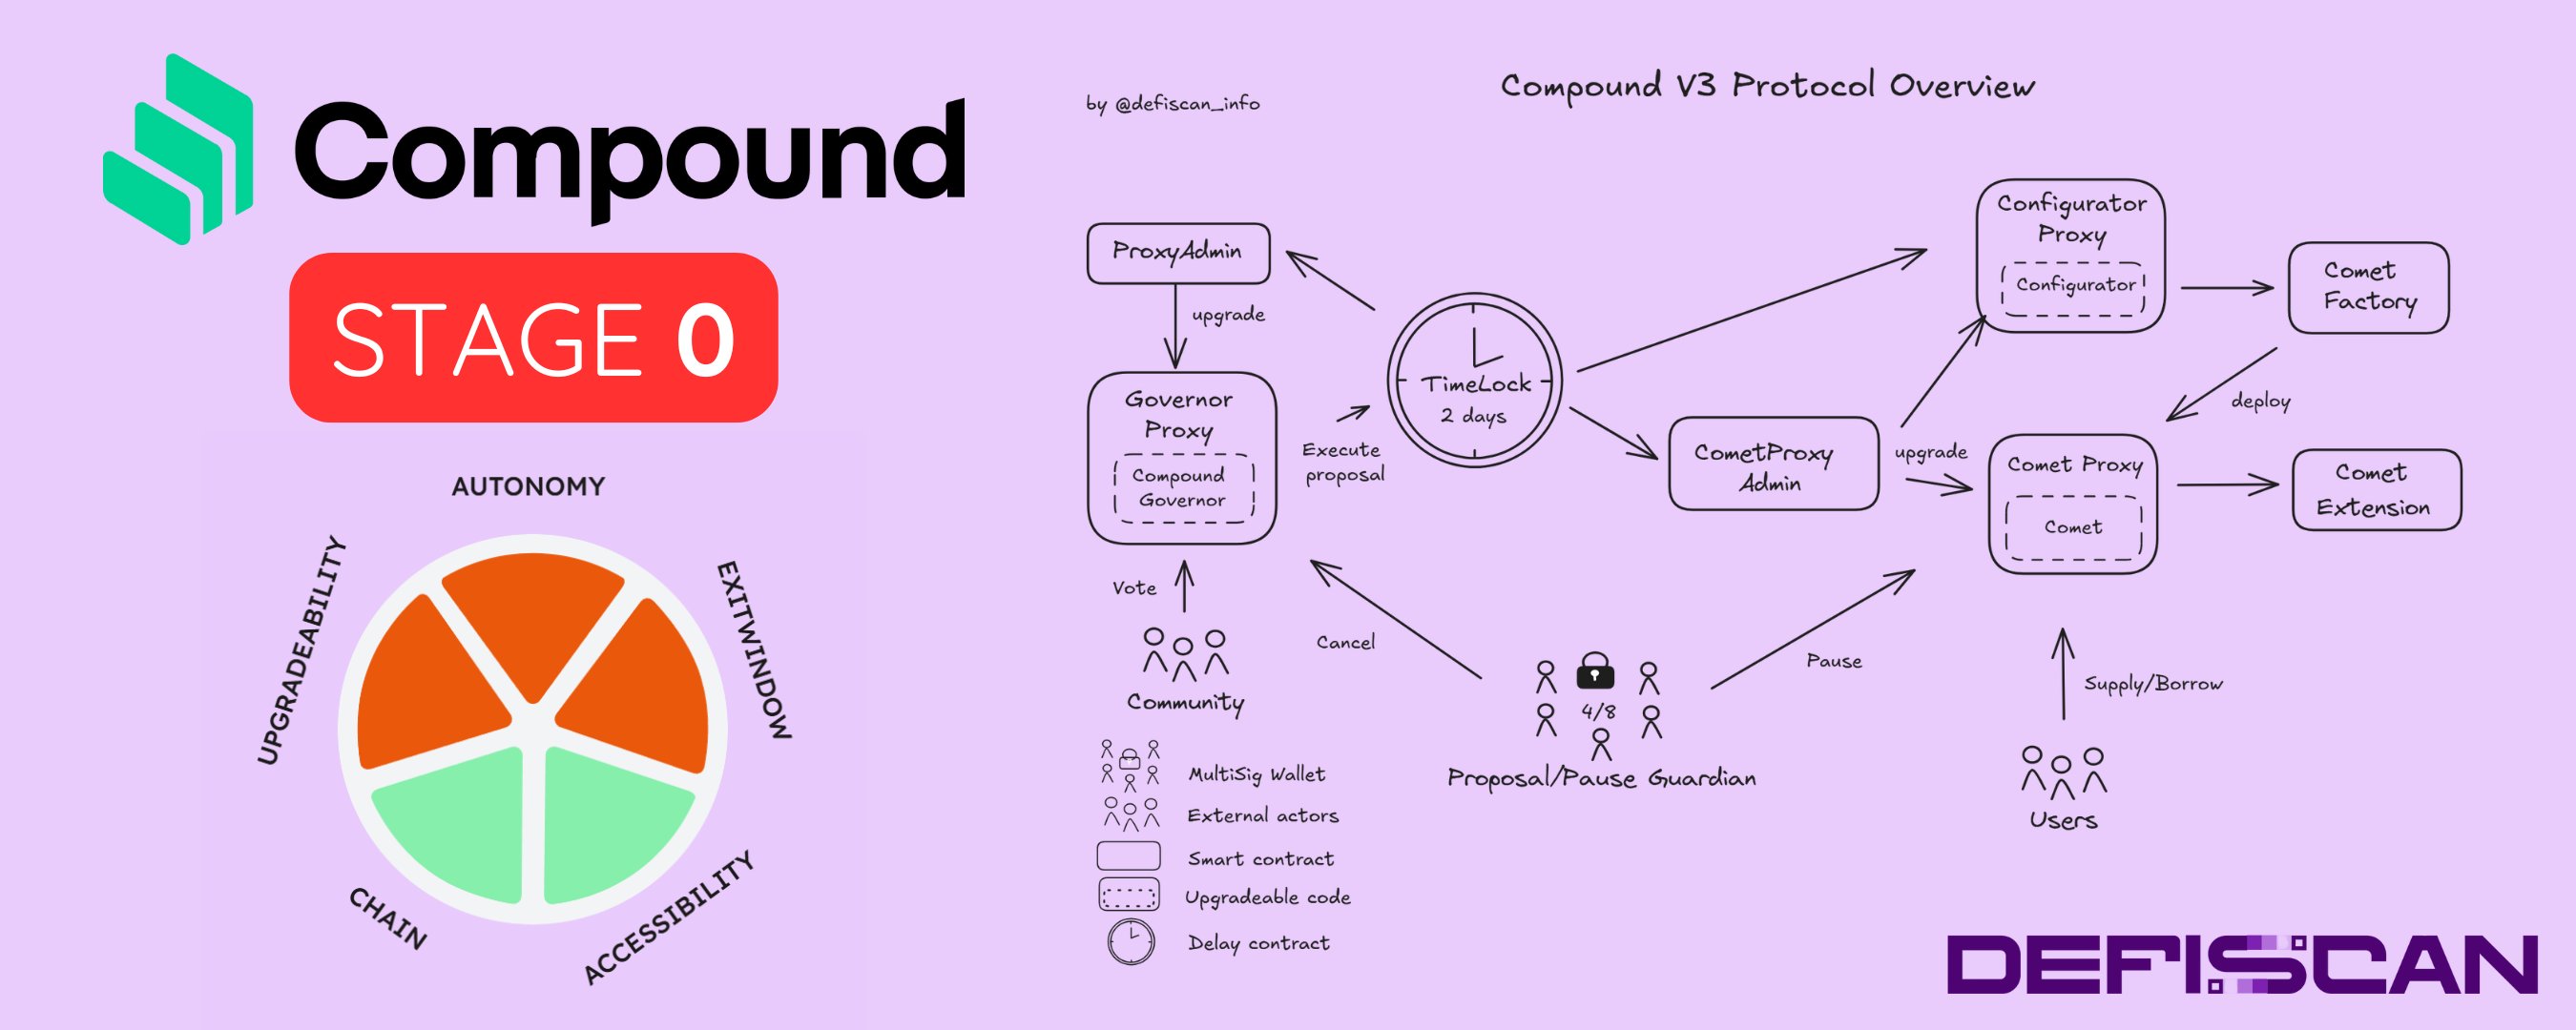 Compound
STAGE 0
AUTONOMY
UPGRADEABILITY
EXITWINDOW
CHAIN
ACCESSIBILITY
by @defiscan_info
Compound V3 Protocol Overview
ProxyAdmin
upgrade
Governor
Proxy
Compound
Governor
Vote
Community
Execute
proposal
TimeLock
2 days
Configurator
Proxy
Configurator
Comet
Factory
deploy
CometProxy
Admin
upgrade
Comet Proxy
Comet
Comet
Extension
Cancel
Pause
4/8
Proposal/Pause Guardian
Supply/Borrow
Users
MultiSig Wallet
External actors
Smart contract
Upgradeable code
Delay contract
DEFISCAN